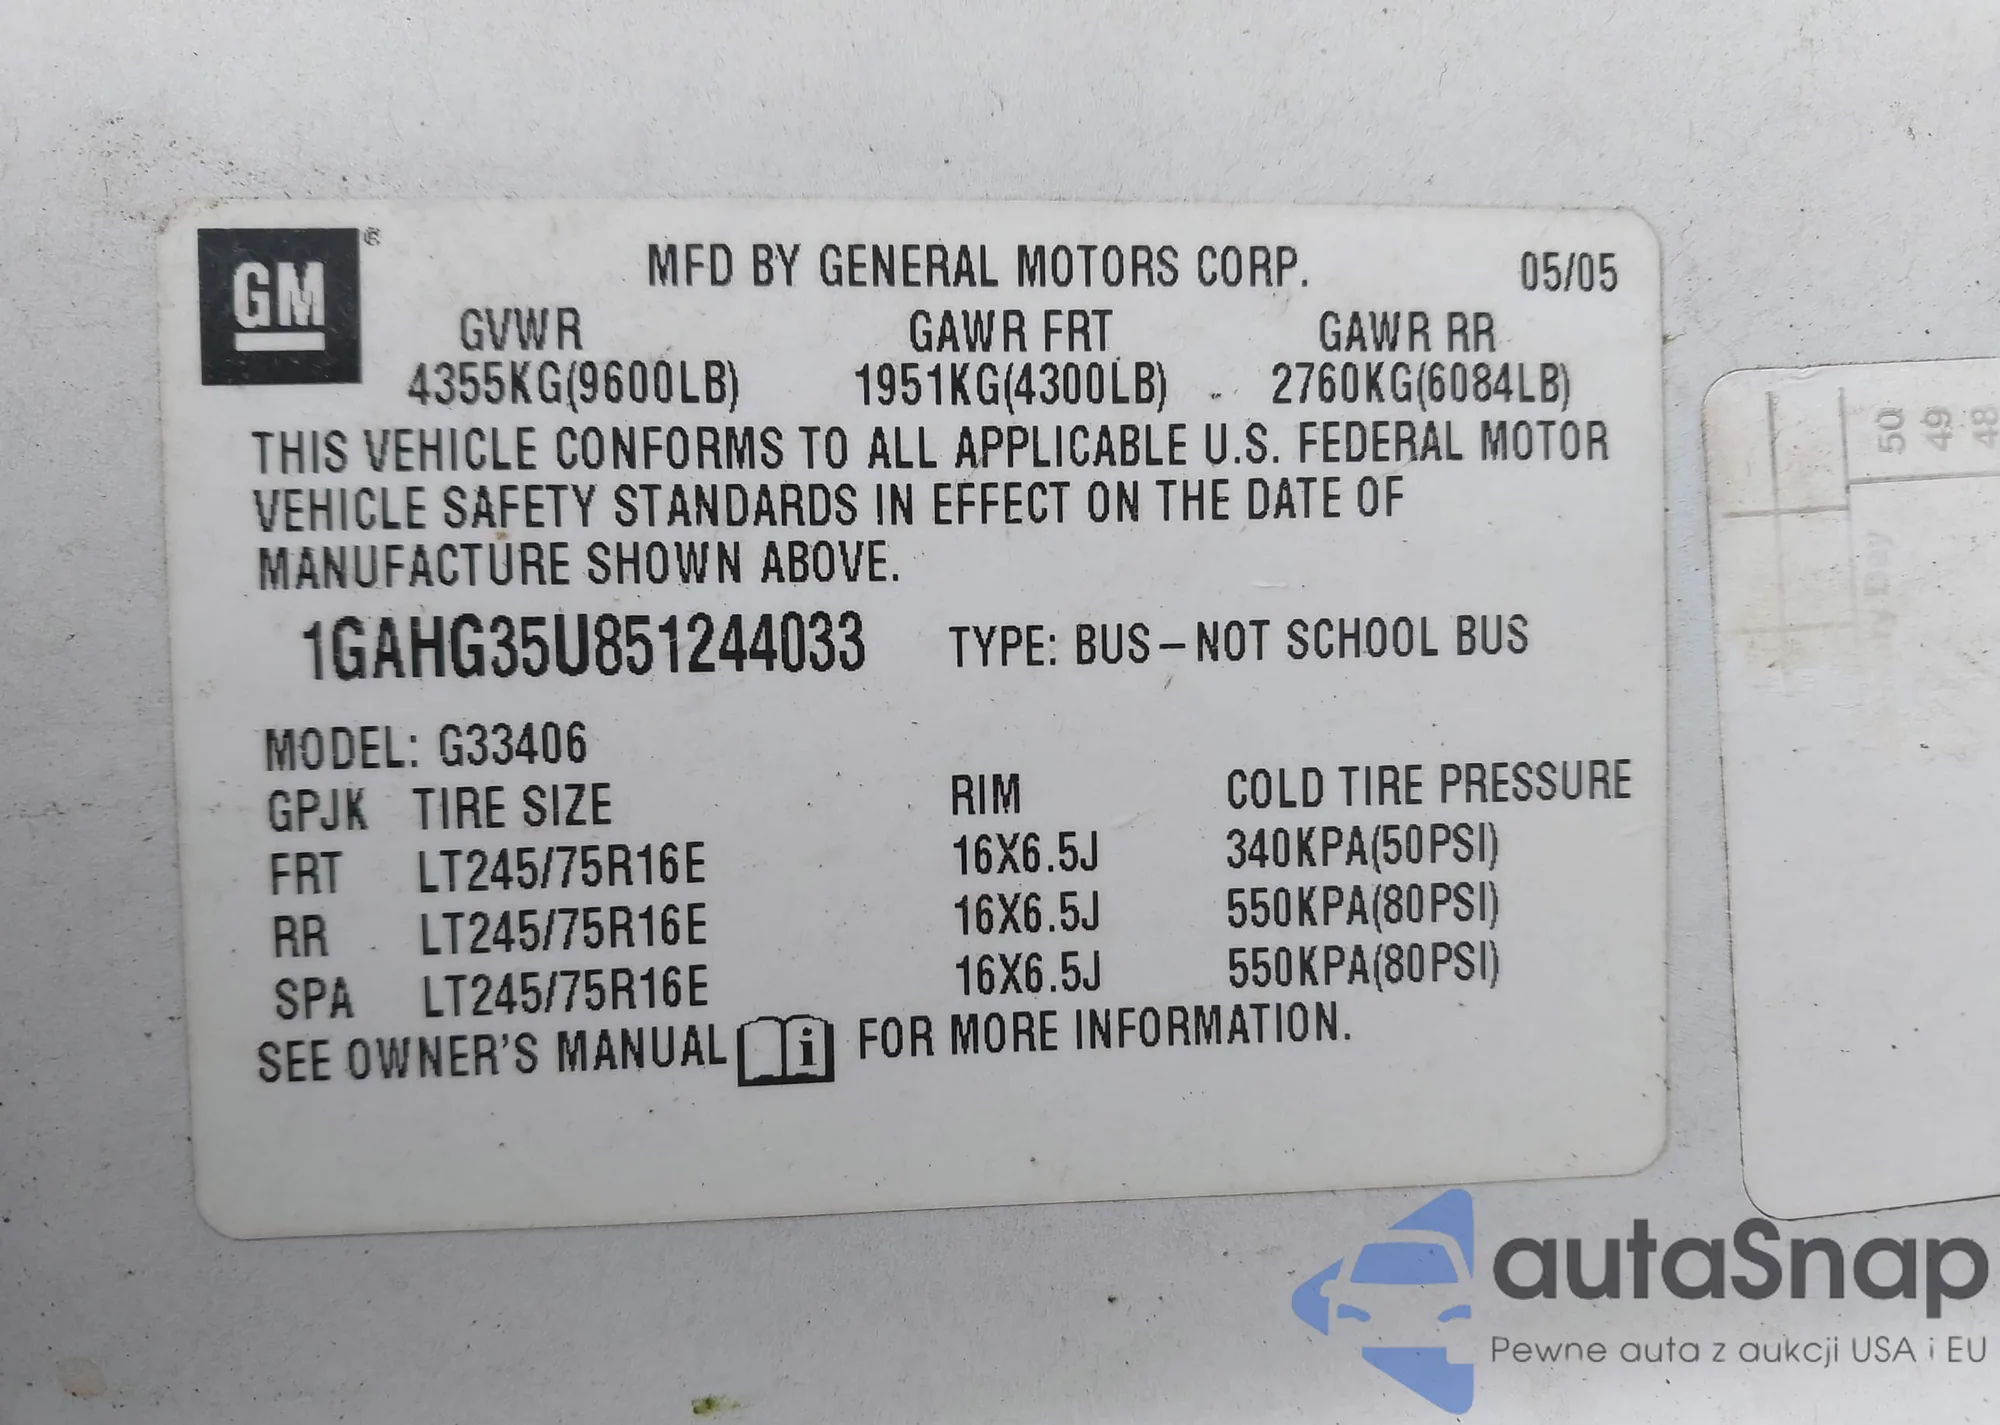 GM ®
MFD BY GENERAL MOTORS CORP. 05/05
GVWR GAWR FRT GAWR RR
4355KG(9600LB) 1951KG(4300LB) 2760KG(6084LB)
THIS VEHICLE CONFORMS TO ALL APPLICABLE U.S. FEDERAL MOTOR
VEHICLE SAFETY STANDARDS IN EFFECT ON THE DATE OF
MANUFACTURE SHOWN ABOVE.
1GAHG35U851244033 TYPE: BUS – NOT SCHOOL BUS
MODEL: G33406
GPJK TIRE SIZE RIM COLD TIRE PRESSURE
FRT LT245/75R16E 16X6.5J 340KPA(50PSI)
RR LT245/75R16E 16X6.5J 550KPA(80PSI)
SPA LT245/75R16E 16X6.5J 550KPA(80PSI)
SEE OWNER'S MANUAL i FOR MORE INFORMATION.
50
49
48
Day
autaSnap
Pewne auta z aukcji USA i EU